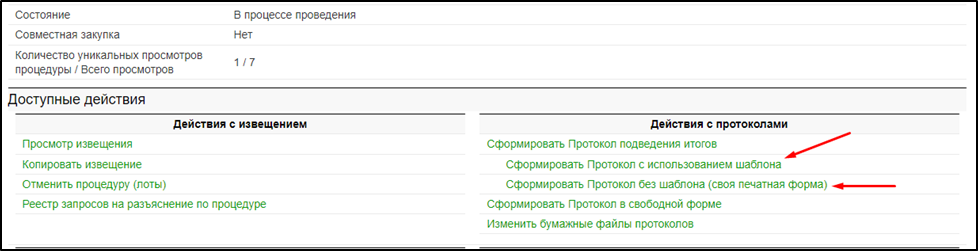 Состояние В процессе проведения
Совместная закупка Нет
Количество уникальных просмотров
процедуры / Всего просмотров 1 / 7
Доступные действия
Действия с извещением Действия с протоколами
Просмотр извещения Сформировать Протокол подведения итогов
Копировать извещение Сформировать Протокол с использованием шаблона
Отменить процедуру (лоты) Сформировать Протокол без шаблона (своя печатная форма)
Реестр запросов на разъяснение по процедуре Сформировать Протокол в свободной форме
Изменить бумажные файлы протоколов